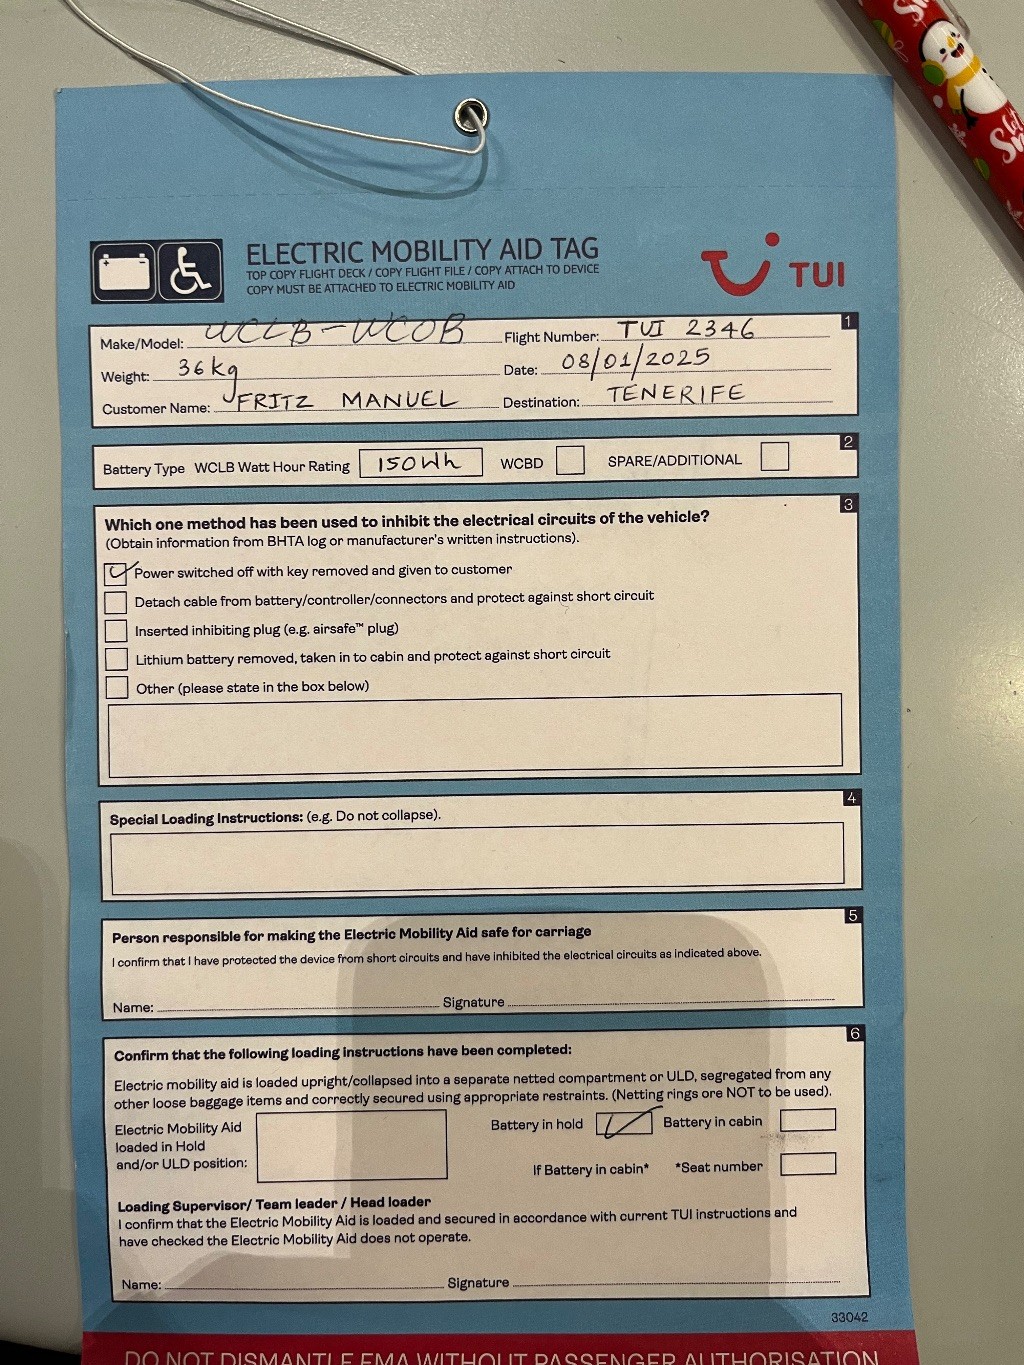 ELECTRIC MOBILITY AID TAG
TOP COPY FLIGHT DECK / COPY FLIGHT FILE / COPY ATTACH TO DEVICE
COPY MUST BE ATTACHED TO ELECTRIC MOBILITY AID
TUI
1
Make/Model: WCLB-WCOB Flight Number: TUI 2346
Weight: 36kg Date: 08/01/2025
Customer Name: FRITZ MANUEL Destination: TENERIFE
2
Battery Type WCLB Watt Hour Rating 150Wh WCBD SPARE/ADDITIONAL
3
Which one method has been used to inhibit the electrical circuits of the vehicle?
(Obtain information from BHTA log or manufacturer's written instructions).
Power switched off with key removed and given to customer
Detach cable from battery/controller/connectors and protect against short circuit
Inserted inhibiting plug (e.g. airsafe™ plug)
Lithium battery removed, taken in to cabin and protect against short circuit
Other (please state in the box below)
4
Special Loading Instructions: (e.g. Do not collapse).
5
Person responsible for making the Electric Mobility Aid safe for carriage
I confirm that I have protected the device from short circuits and have inhibited the electrical circuits as indicated above.
Name: Signature
6
Confirm that the following loading instructions have been completed:
Electric mobility aid is loaded upright/collapsed into a separate netted compartment or ULD, segregated from any
other loose baggage items and correctly secured using appropriate restraints. (Netting rings are NOT to be used).
Electric Mobility Aid
loaded in Hold
and/or ULD position:
Battery in hold Battery in cabin
If Battery in cabin* *Seat number
Loading Supervisor/ Team leader / Head loader
I confirm that the Electric Mobility Aid is loaded and secured in accordance with current TUI instructions and
have checked the Electric Mobility Aid does not operate.
Name: Signature
33042
DO NOT DISMANTLE EMA WITHOUT PASSENGER AUTHORISATION